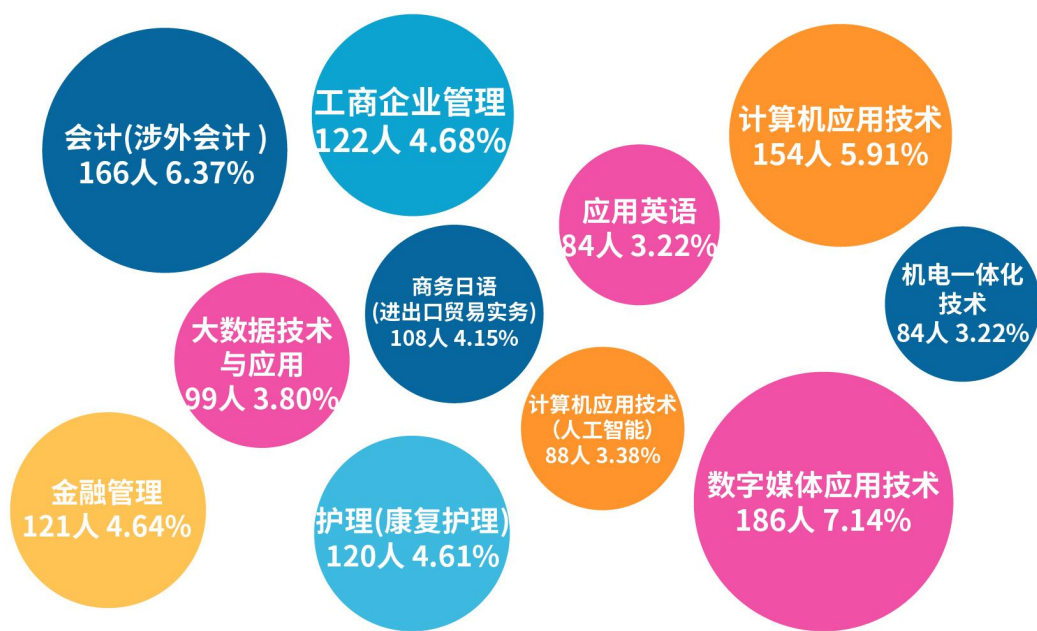 会计(涉外会计 )
166人 6.37%
工商企业管理
122人 4.68%
计算机应用技术
154人 5.91%
应用英语
84人 3.22%
商务日语
(进出口贸易实务)
108人 4.15%
机电一体化
技术
84人 3.22%
大数据技术
与应用
99人 3.80%
计算机应用技术
（人工智能）
88人 3.38%
金融管理
121人 4.64%
护理(康复护理)
120人 4.61%
数字媒体应用技术
186人 7.14%